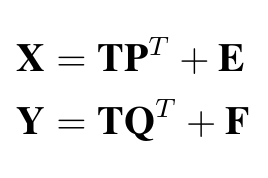 X = TP^T + E
Y = TQ^T + F